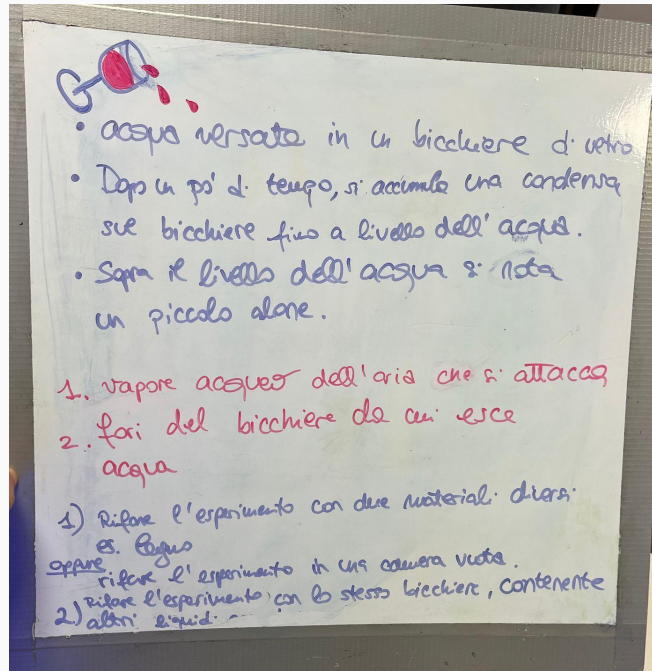 • acqua versata in un bicchiere di vetro
• Dopo un po' di tempo, si accumula una condensa
sul bicchiere fino a livello dell'acqua.
• Sopra il livello dell'acqua si nota
un piccolo alone.
1. vapore acqueo dell'aria che si attacca
2. fori del bicchiere da cui esce
acqua
1) Rifare l'esperimento con due materiali diversi
es. legno
oppure rifare l'esperimento in una camera vuota.
2) Rifare l'esperimento con lo stesso bicchiere, contenente
altri liquidi